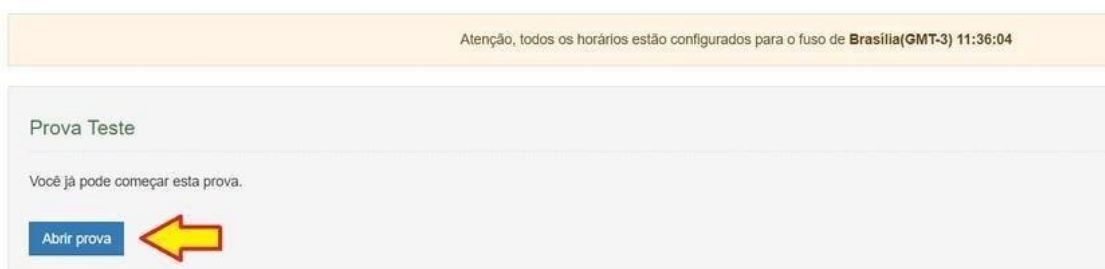 Atenção, todos os horários estão configurados para o fuso de Brasília(GMT-3) 11:36:04
Prova Teste
Você já pode começar esta prova.
Abrir prova